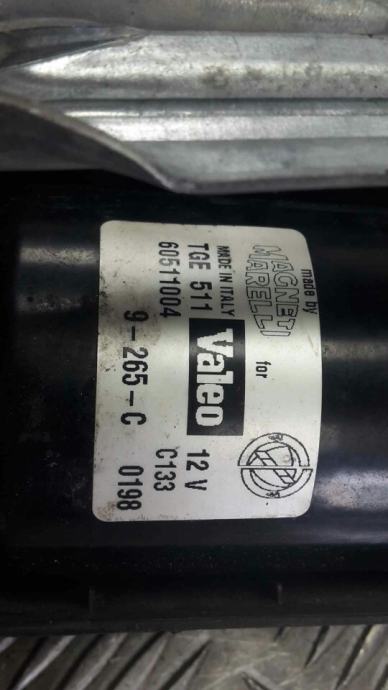 made by
MAGNETI
MARELLI
for
MADE IN ITALY
Valeo
TGE 511
12 V
60511004
C133
9-265-C
0198